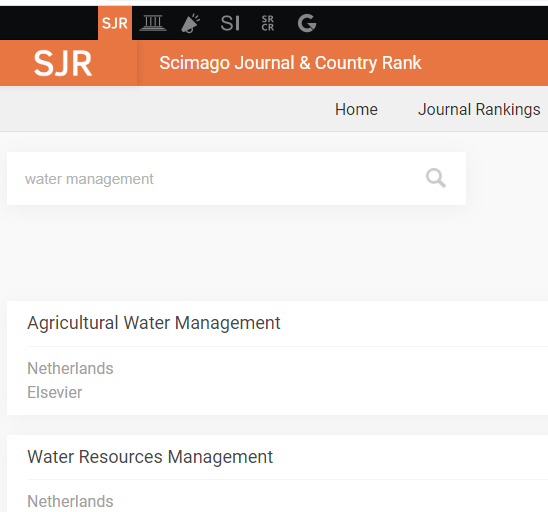 SJR SI SR CR G
SJR Scimago Journal & Country Rank
Home Journal Rankings
water management
Agricultural Water Management
Netherlands
Elsevier
Water Resources Management
Netherlands